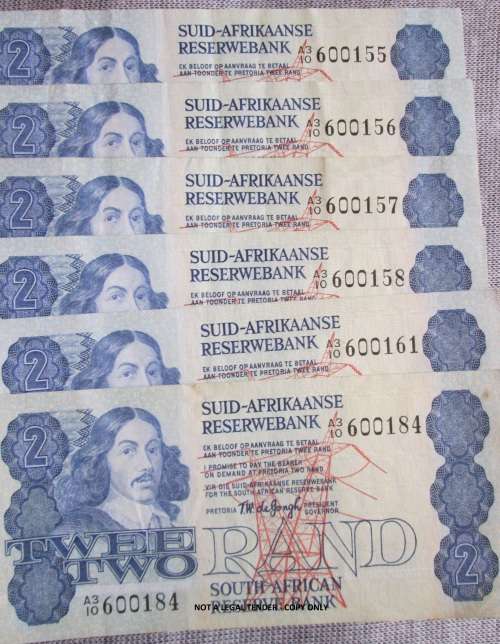 2
SUID-AFRIKAANSE
RESERWEBANK
A3/10 600155
EK BELOOF OP AANVRAAG TE BETAAL
AAN TOONDER TE PRETORIA TWEE RAND
2
SUID-AFRIKAANSE
RESERWEBANK
A3/10 600156
EK BELOOF OP AANVRAAG TE BETAAL
AAN TOONDER TE PRETORIA TWEE RAND
2
SUID-AFRIKAANSE
RESERWEBANK
A3/10 600157
EK BELOOF OP AANVRAAG TE BETAAL
AAN TOONDER TE PRETORIA TWEE RAND
2
SUID-AFRIKAANSE
RESERWEBANK
A3/10 600158
EK BELOOF OP AANVRAAG TE BETAAL
AAN TOONDER TE PRETORIA TWEE RAND
2
SUID-AFRIKAANSE
RESERWEBANK
A3/10 600161
EK BELOOF OP AANVRAAG TE BETAAL
AAN TOONDER TE PRETORIA TWEE RAND
2
SUID-AFRIKAANSE
RESERWEBANK
A3/10 600184
EK BELOOF OP AANVRAAG TE BETAAL
AAN TOONDER TE PRETORIA TWEE RAND
I PROMISE TO PAY THE BEARER
ON DEMAND AT PRETORIA TWO RAND
VIR DIE SUID-AFRIKAANSE RESERWEBANK
FOR THE SOUTH AFRICAN RESERVE BANK
PRETORIA T.W. de Jongh PRESIDENT
GOVERNOR
TWEE
TWO RAND
2
SOUTH AFRICAN
RESERVE BANK
A3/10 600184
NOT A LEGAL TENDER - COPY ONLY